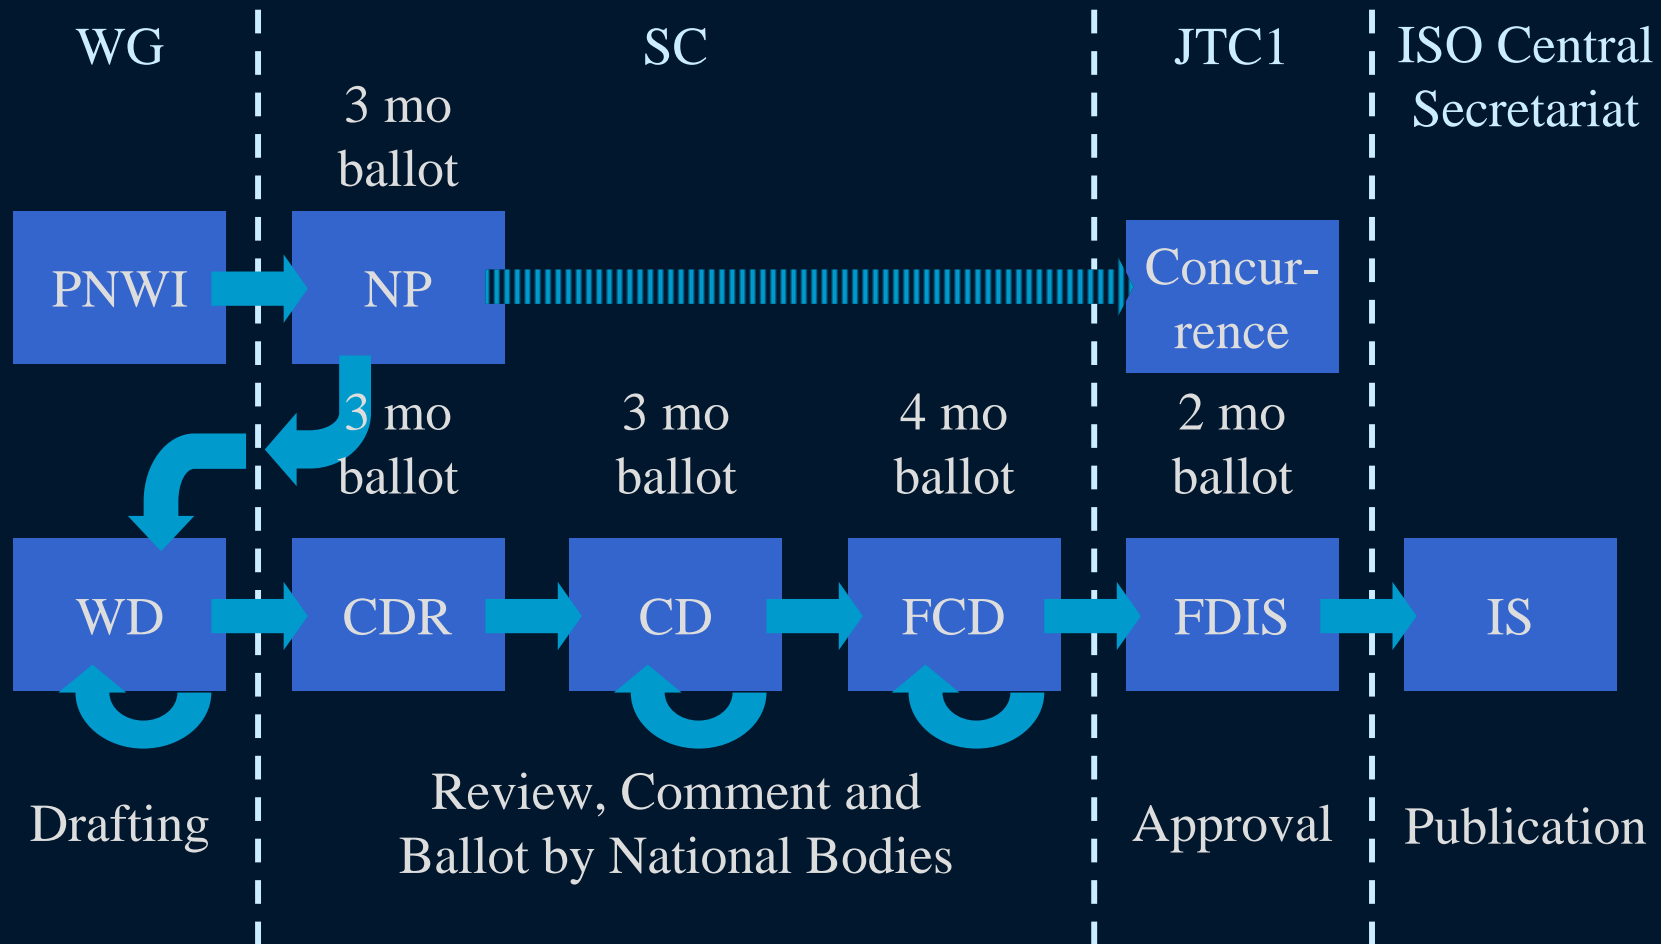 WG
SC
JTC1
ISO Central
Secretariat
3 mo
ballot
PNWI
NP
Concur-
rence
3 mo
ballot
3 mo
ballot
4 mo
ballot
2 mo
ballot
WD
CDR
CD
FCD
FDIS
IS
Drafting
Review, Comment and
Ballot by National Bodies
Approval
Publication